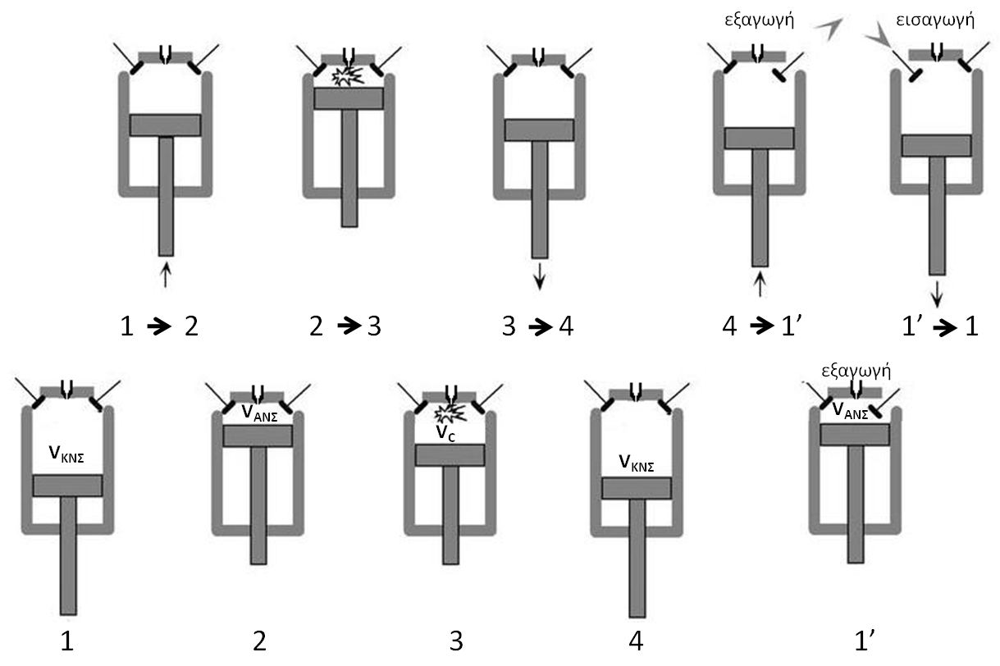 εξαγωγή εισαγωγή
1 → 2 2 → 3 3 → 4 4 → 1’ 1’ → 1
εξαγωγή
V_ΚΝΣ V_ΑΝΣ V_C V_ΚΝΣ V_ΑΝΣ
1 2 3 4 1’